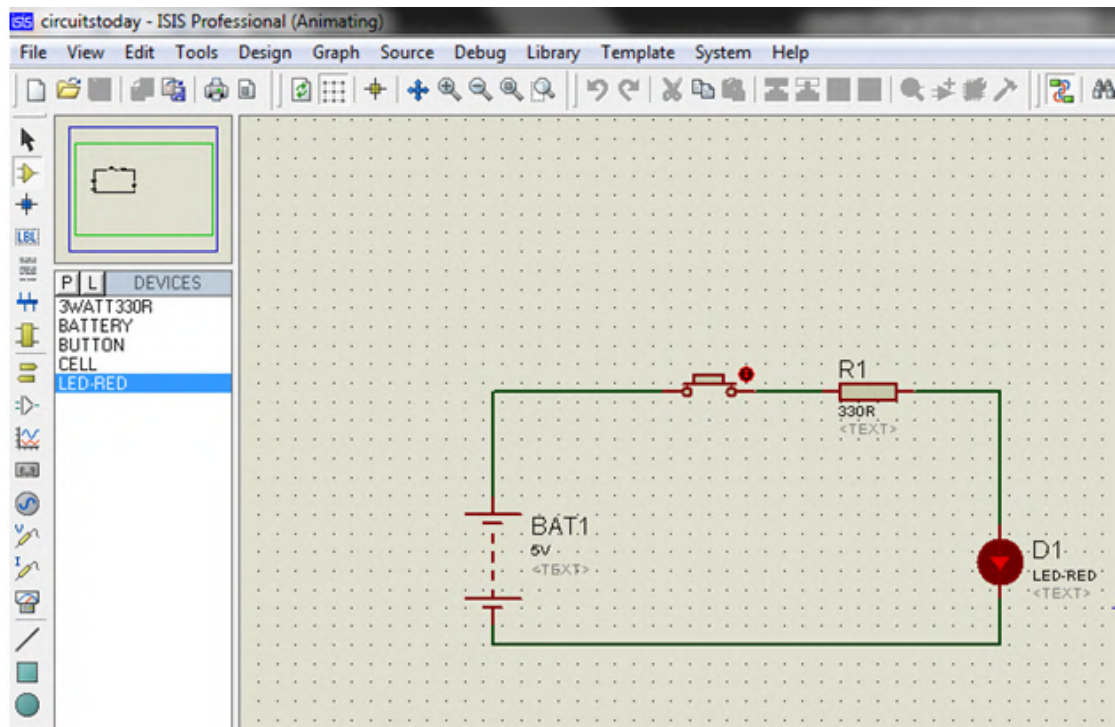 isis circuitstoday - ISIS Professional (Animating)
File View Edit Tools Design Graph Source Debug Library Template System Help
LBL
P L DEVICES
3WATT330R
BATTERY
BUTTON
CELL
LED-RED
R1
330R
<TEXT>
BAT1
5V
<TEXT>
D1
LED-RED
<TEXT>
V
I